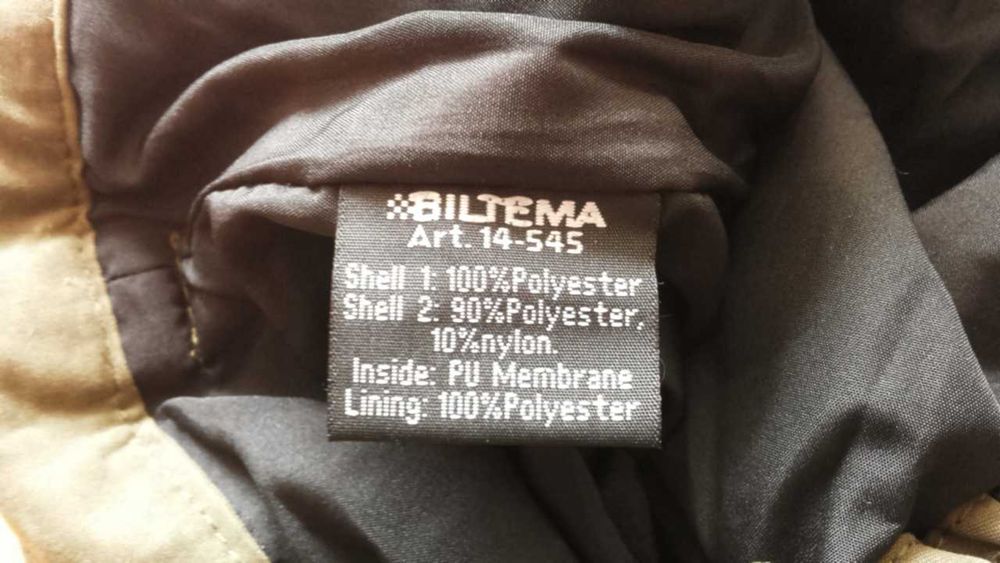 BILTEMA
Art. 14-545
Shell 1: 100%Polyester
Shell 2: 90%Polyester,
10%nylon.
Inside: PU Membrane
Lining: 100%Polyester